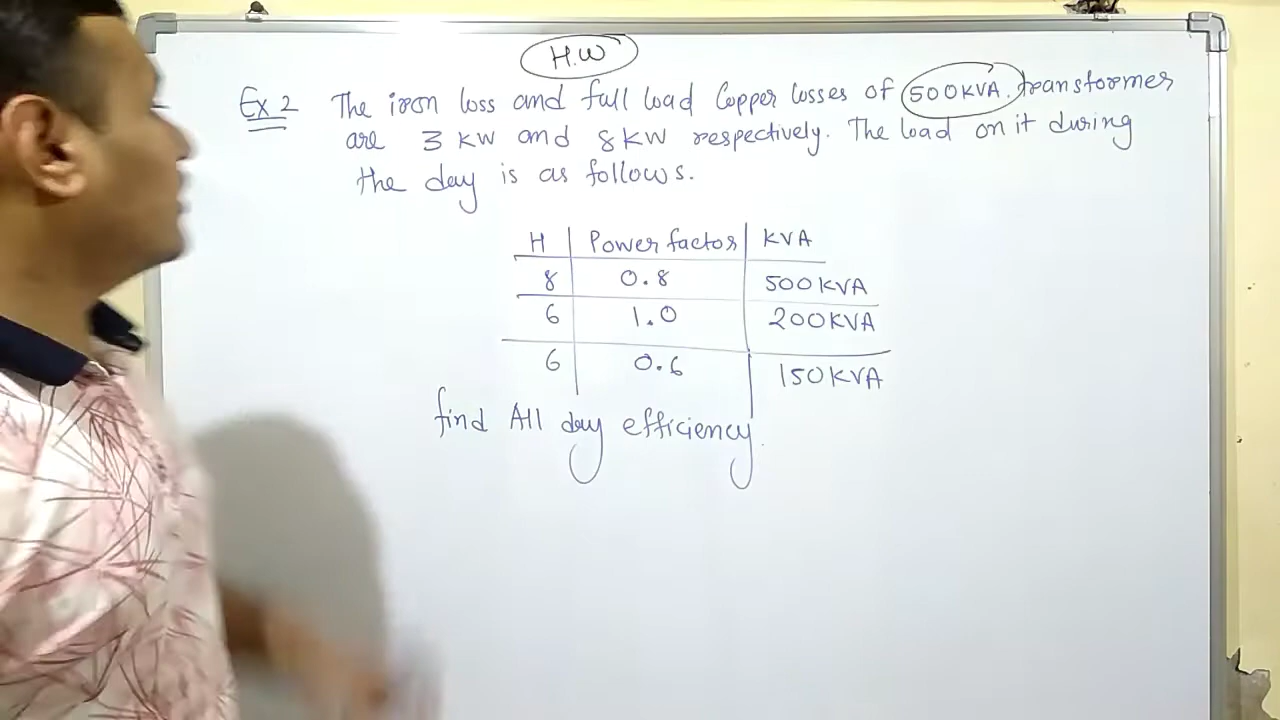 H.W
Ex 2 The iron loss and full load Copper losses of 500KVA. transformer
are 3 KW and 8KW respectively. The load on it during
the day is as follows.
H Power factor KVA
8 0.8 500KVA
6 1.0 200KVA
6 0.6 150KVA
find All day efficiency.